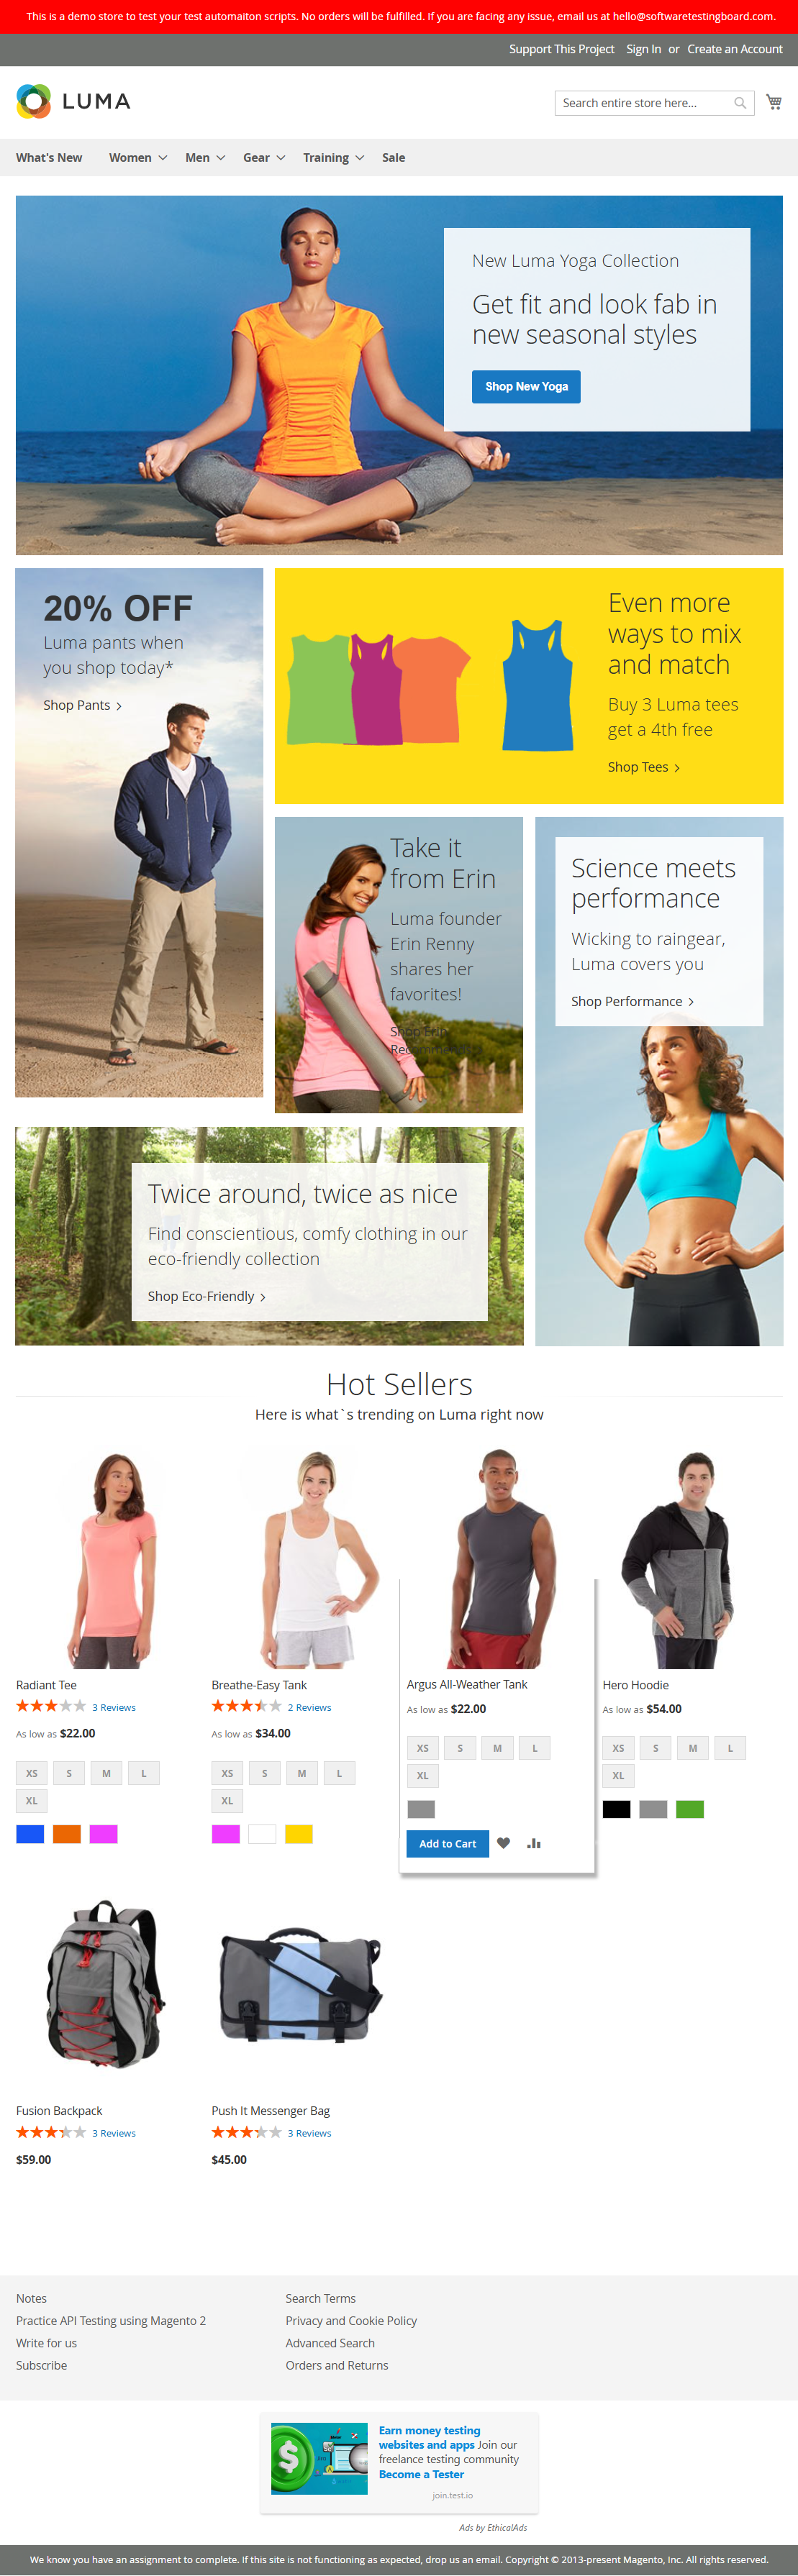 This is a demo store to test your test automaiton scripts. No orders will be fulfilled. If you are facing any issue, email us at hello@softwaretestingboard.com.
Support This Project Sign In or Create an Account
LUMA
Search entire store here...
What's New Women Men Gear Training Sale
New Luma Yoga Collection
Get fit and look fab in
new seasonal styles
Shop New Yoga
20% OFF
Luma pants when
you shop today*
Shop Pants
Even more
ways to mix
and match
Buy 3 Luma tees
get a 4th free
Shop Tees
Take it
from Erin
Luma founder
Erin Renny
shares her
favorites!
Shop Erin
Science meets
performance
Wicking to raingear,
Luma covers you
Shop Performance
Twice around, twice as nice
Find conscientious, comfy clothing in our
eco-friendly collection
Shop Eco-Friendly
Hot Sellers
Here is what`s trending on Luma right now
Radiant Tee
3 Reviews
As low as $22.00
XS S M L
XL
Breathe-Easy Tank
2 Reviews
As low as $34.00
XS S M L
XL
Argus All-Weather Tank
As low as $22.00
XS S M L
XL
Add to Cart
Hero Hoodie
As low as $54.00
XS S M L
XL
Fusion Backpack
3 Reviews
$59.00
Push It Messenger Bag
3 Reviews
$45.00
Notes
Practice API Testing using Magento 2
Write for us
Subscribe
Search Terms
Privacy and Cookie Policy
Advanced Search
Orders and Returns
Earn money testing
websites and apps Join our
freelance testing community
Become a Tester
join.test.io
Ads by EthicalAds
We know you have an assignment to complete. If this site is not functioning as expected, drop us an email. Copyright © 2013-present Magento, Inc. All rights reserved.